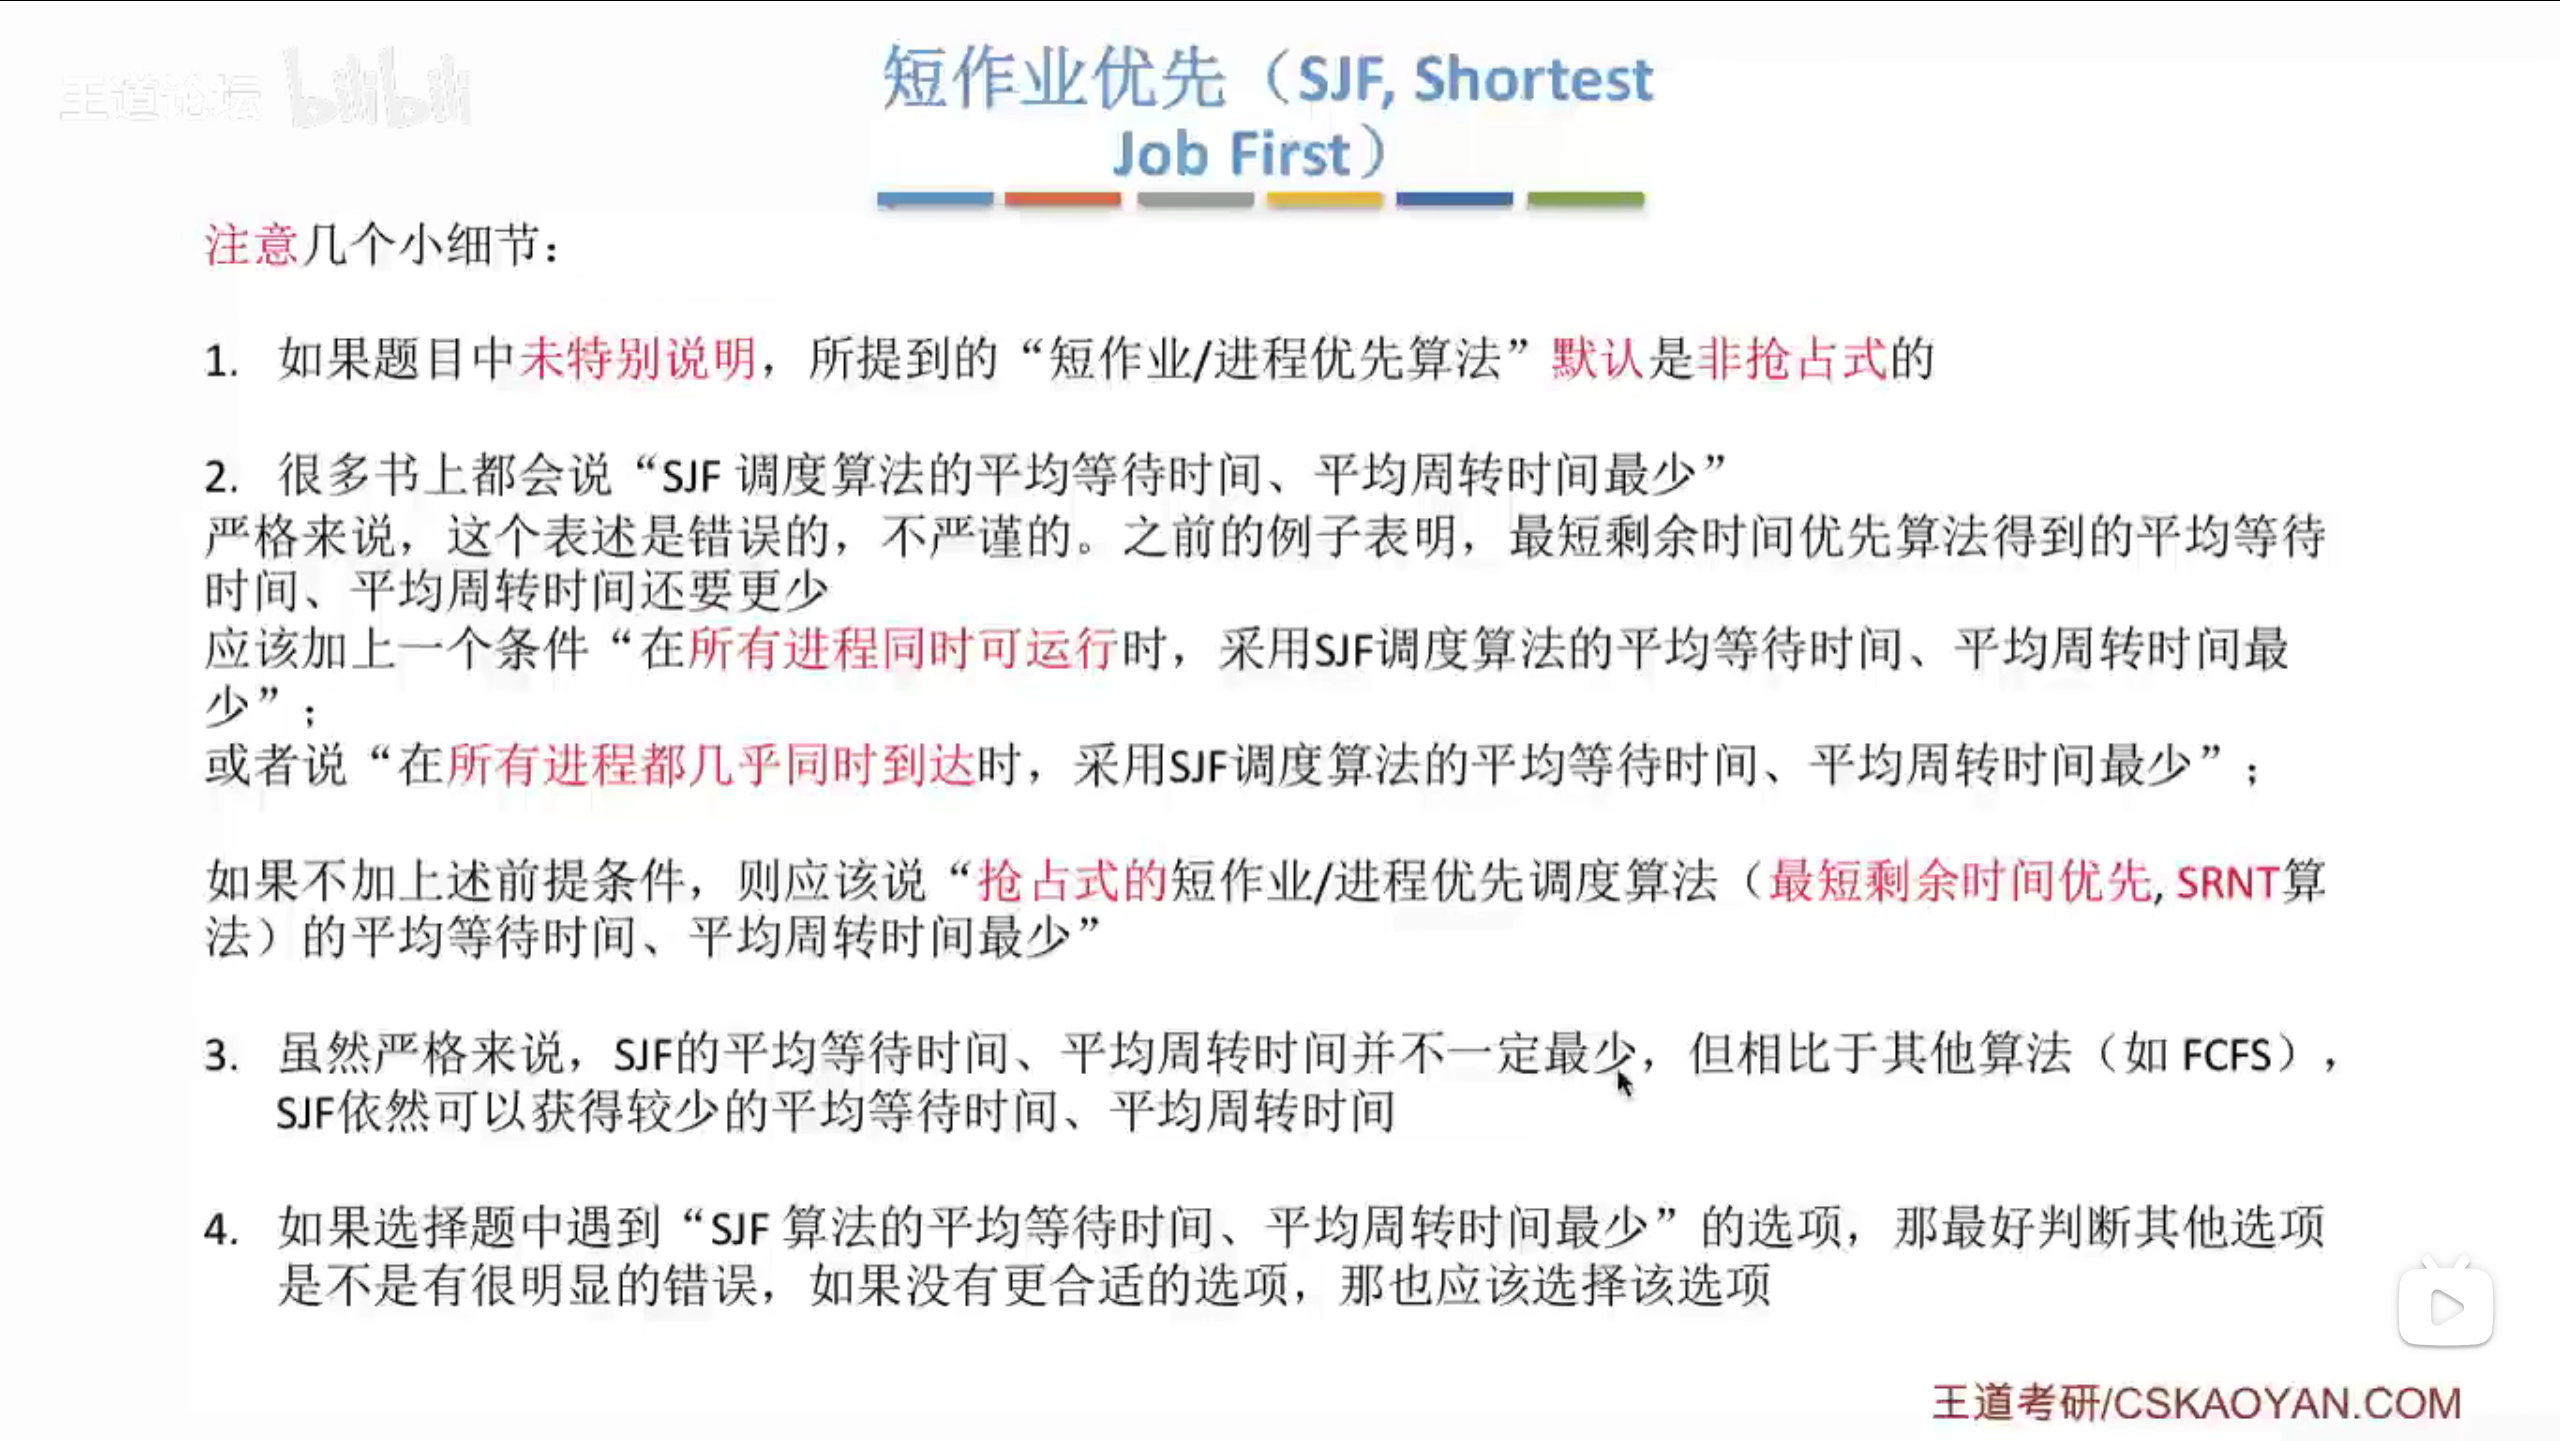 王道论坛 bilibili
短作业优先（SJF, Shortest
Job First）
注意几个小细节：
1. 如果题目中未特别说明，所提到的“短作业/进程优先算法”默认是非抢占式的
2. 很多书上都会说“SJF 调度算法的平均等待时间、平均周转时间最少”
严格来说，这个表述是错误的，不严谨的。之前的例子表明，最短剩余时间优先算法得到的平均等待
时间、平均周转时间还要更少
应该加上一个条件“在所有进程同时可运行时，采用SJF调度算法的平均等待时间、平均周转时间最
少”；
或者说“在所有进程都几乎同时到达时，采用SJF调度算法的平均等待时间、平均周转时间最少”；
如果不加上述前提条件，则应该说“抢占式的短作业/进程优先调度算法（最短剩余时间优先, SRNT算
法）的平均等待时间、平均周转时间最少”
3. 虽然严格来说，SJF的平均等待时间、平均周转时间并不一定最少，但相比于其他算法（如 FCFS），
SJF依然可以获得较少的平均等待时间、平均周转时间
4. 如果选择题中遇到“SJF 算法的平均等待时间、平均周转时间最少”的选项，那最好判断其他选项
是不是有很明显的错误，如果没有更合适的选项，那也应该选择该选项
王道考研/CSKAOYAN.COM